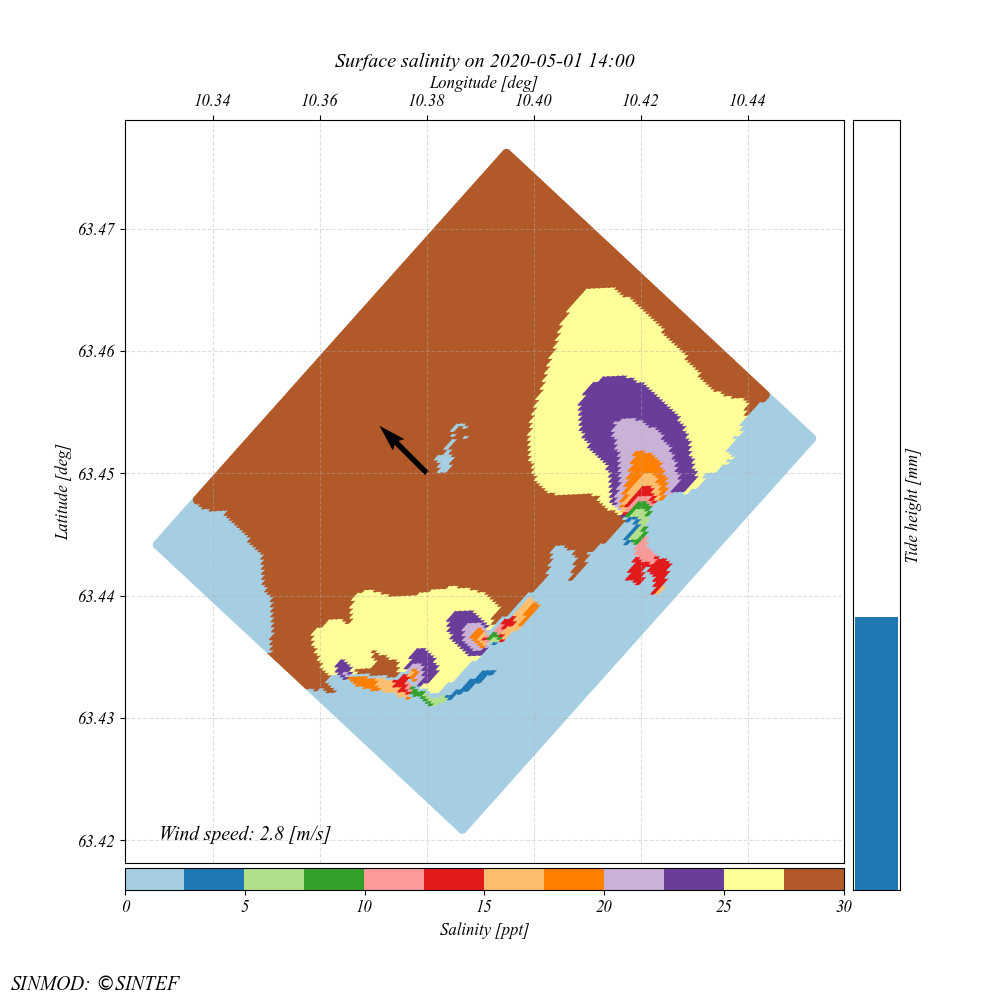 Surface salinity on 2020-05-01 14:00
Longitude [deg]
10.34 10.36 10.38 10.40 10.42 10.44
63.47
63.46
63.45
63.44
63.43
63.42
Latitude [deg]
Tide height [mm]
Wind speed: 2.8 [m/s]
0 5 10 15 20 25 30
Salinity [ppt]
SINMOD: ©SINTEF